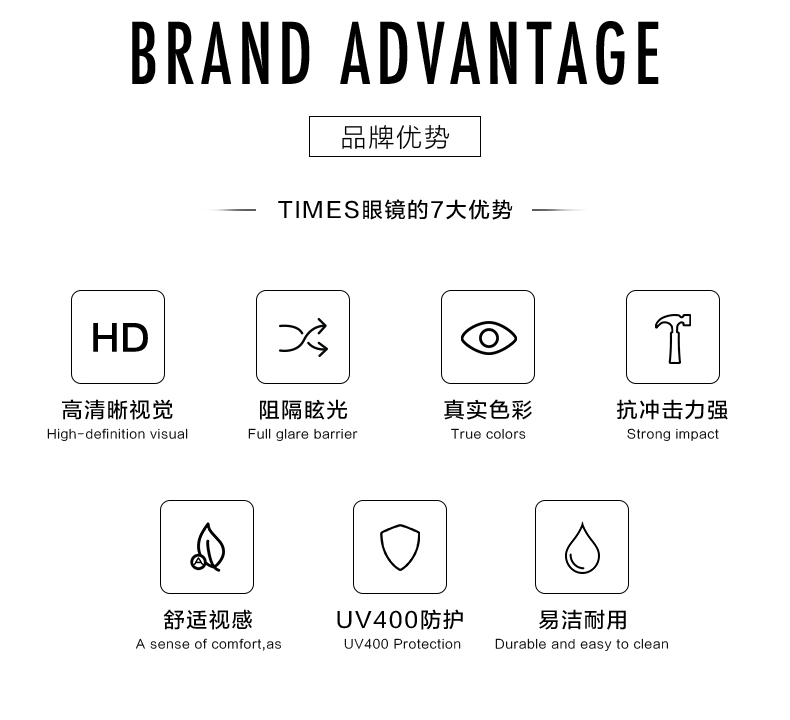 BRAND ADVANTAGE
品牌优势
TIMES眼镜的7大优势
HD
高清晰视觉
High-definition visual
阻隔眩光
Full glare barrier
真实色彩
True colors
抗冲击力强
Strong impact
A
舒适视感
A sense of comfort,as
UV400防护
UV400 Protection
易洁耐用
Durable and easy to clean